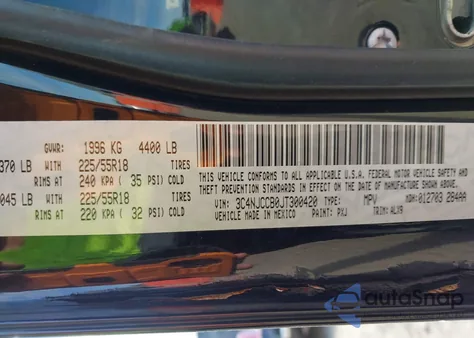 GVWR: 1996 KG 4400 LB
370 LB WITH 225/55R18 TIRES
RIMS AT 240 KPA ( 35 PSI) COLD
045 LB WITH 225/55R18 TIRES
RIMS AT 220 KPA ( 32 PSI) COLD
THIS VEHICLE CONFORMS TO ALL APPLICABLE U.S.A. FEDERAL MOTOR VEHICLE SAFETY,
THEFT PREVENTION STANDARDS IN EFFECT ON THE DATE OF MANUFACTURE SHOWN ABOVE.
VIN: 3C4NJCCB0JT300420 MPV 012703 284AA
VEHICLE MADE IN MEXICO PAINT: PXJ TRIM: ALX9
autoSnap